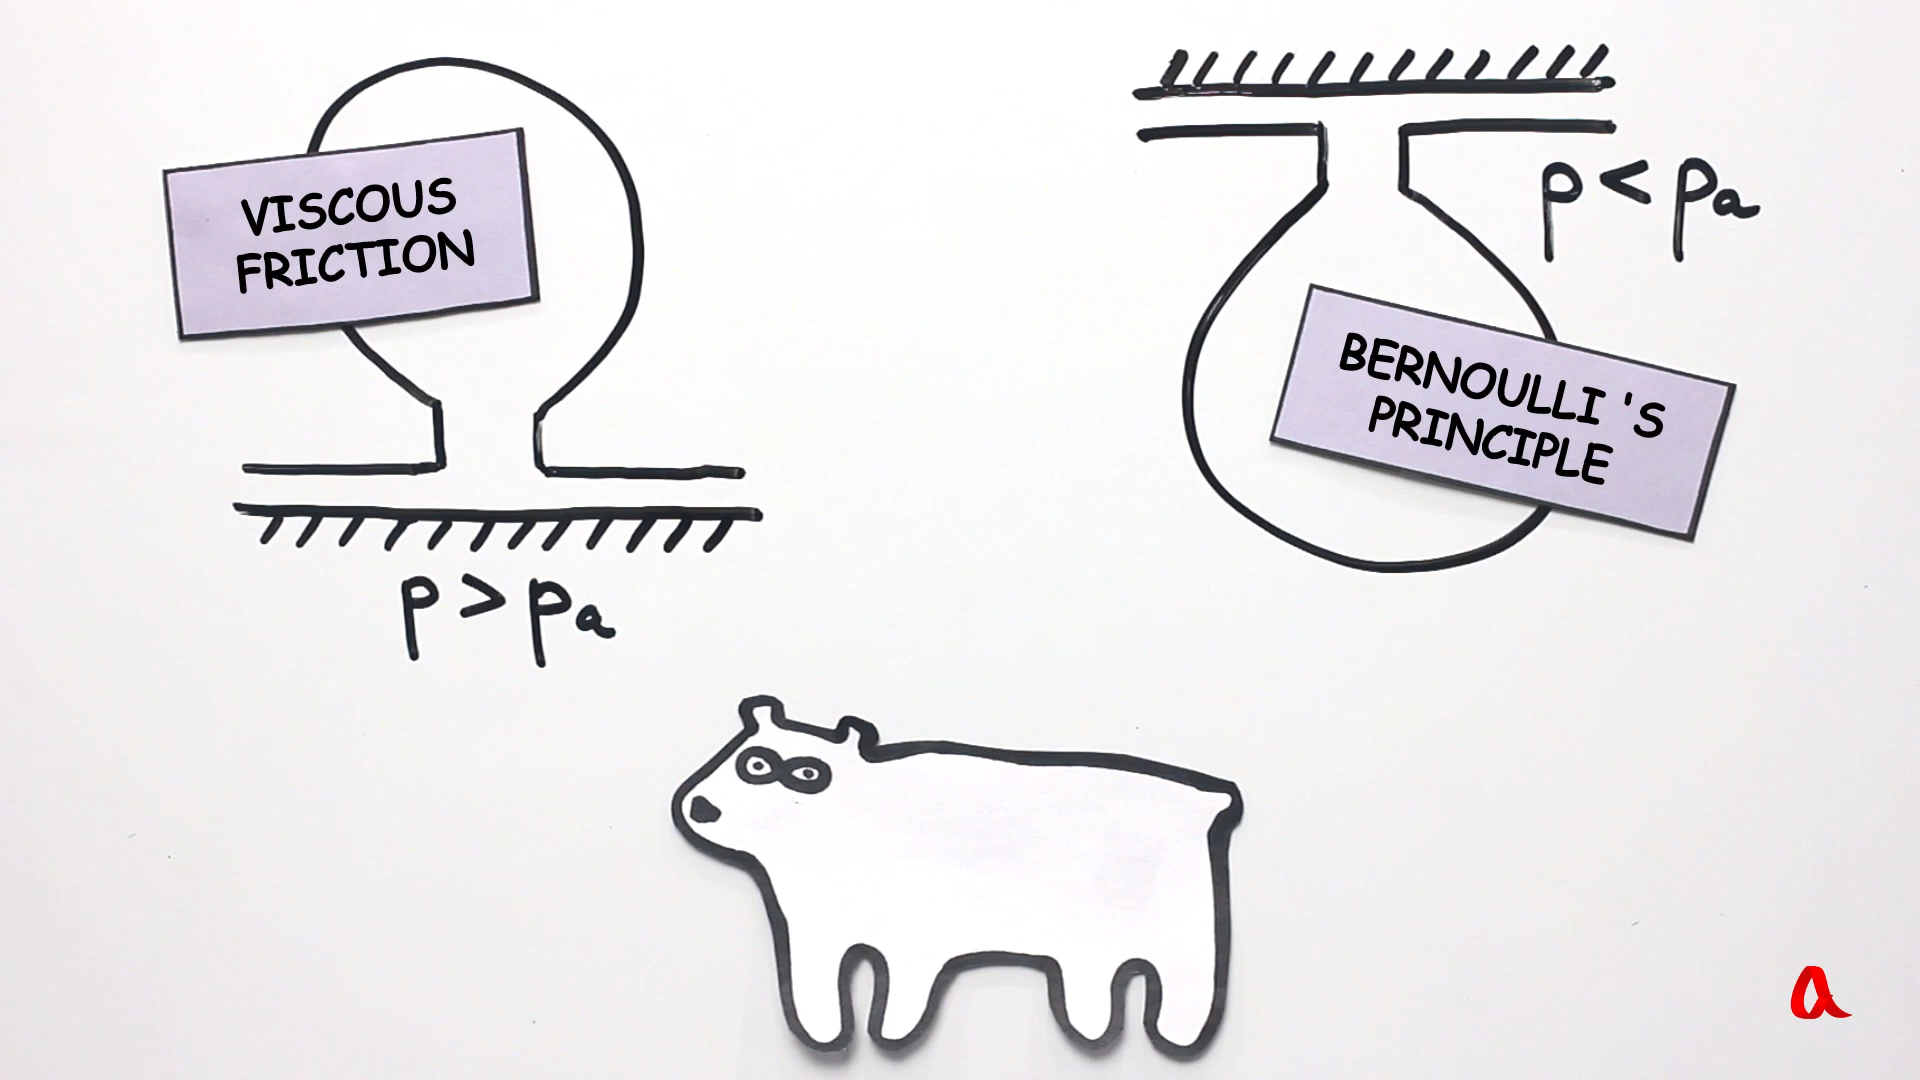 VISCOUS
FRICTION
p > pa
p < pa
BERNOULLI 'S
PRINCIPLE
a